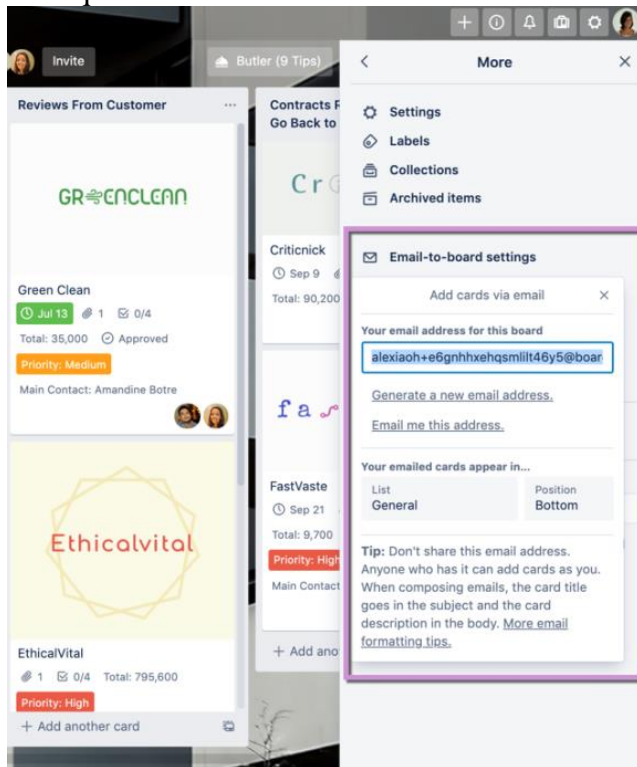 Invite
Butler (9 Tips)
Reviews From Customer
GREENCLEAN
Green Clean
Jul 13 1 0/4
Total: 35,000 Approved
Priority: Medium
Main Contact: Amandine Botre
Ethicalvital
EthicalVital
1 0/4 Total: 795,600
Priority: High
+ Add another card
Contracts
Go Back to
Criticnick
Sep 9
Total: 90,200
FastVaste
Sep 21
Total: 9,700
Priority: High
Main Contact
+ Add ano
More
Settings
Labels
Collections
Archived items
Email-to-board settings
Add cards via email
Your email address for this board
alexiaoh+e6gnhhxehqsmlilt46y5@boar
Generate a new email address.
Email me this address.
Your emailed cards appear in...
List
General
Position
Bottom
Tip: Don't share this email address.
Anyone who has it can add cards as you.
When composing emails, the card title
goes in the subject and the card
description in the body. More email
formatting tips.